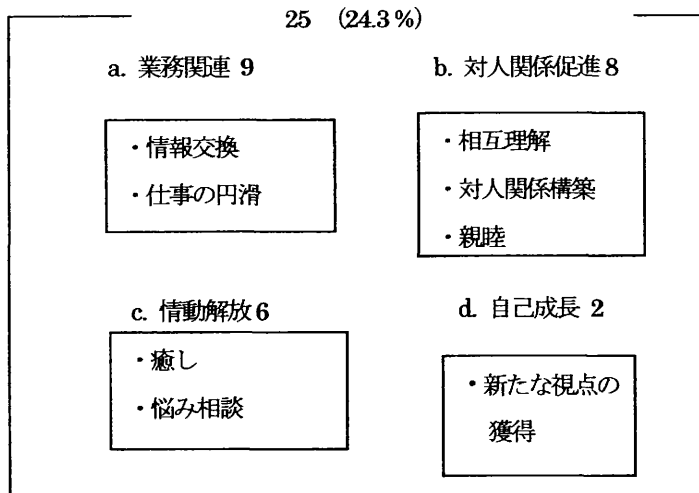 25 (24.3%)
a. 業務関連 9
・情報交換
・仕事の円滑
b. 対人関係促進 8
・相互理解
・対人関係構築
・親睦
c. 情動解放 6
・癒し
・悩み相談
d. 自己成長 2
・新たな視点の
獲得